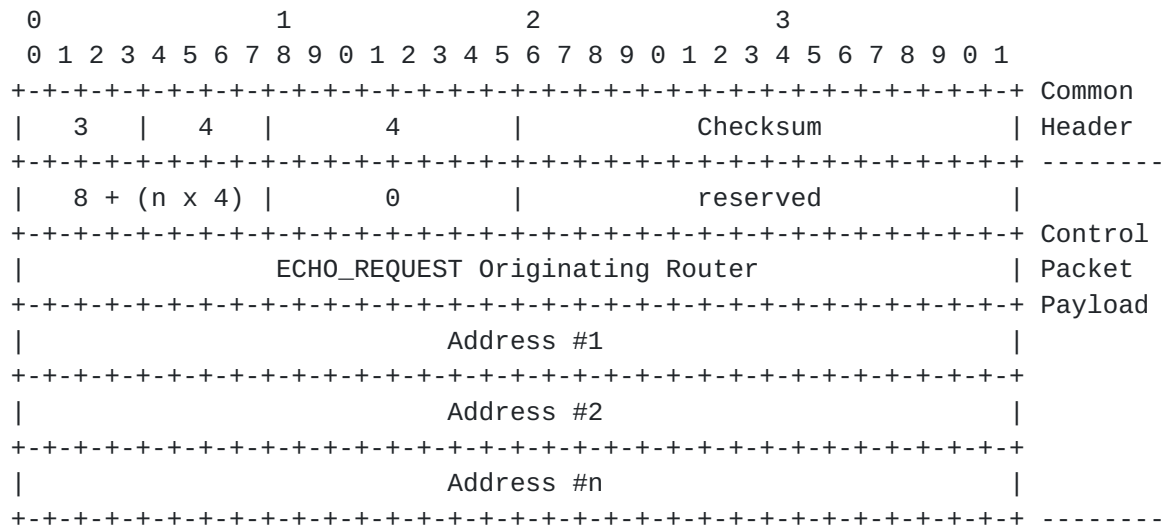 0                   1                   2                   3
 0 1 2 3 4 5 6 7 8 9 0 1 2 3 4 5 6 7 8 9 0 1 2 3 4 5 6 7 8 9 0 1
+-+-+-+-+-+-+-+-+-+-+-+-+-+-+-+-+-+-+-+-+-+-+-+-+-+-+-+-+-+-+-+-+ Common
|   3   |   4   |       4       |           Checksum            | Header
+-+-+-+-+-+-+-+-+-+-+-+-+-+-+-+-+-+-+-+-+-+-+-+-+-+-+-+-+-+-+-+-+ --------
|   8 + (n x 4) |       0       |           reserved            |
+-+-+-+-+-+-+-+-+-+-+-+-+-+-+-+-+-+-+-+-+-+-+-+-+-+-+-+-+-+-+-+-+ Control
|                ECHO_REQUEST Originating Router                | Packet
+-+-+-+-+-+-+-+-+-+-+-+-+-+-+-+-+-+-+-+-+-+-+-+-+-+-+-+-+-+-+-+-+ Payload
|                           Address #1                          |
+-+-+-+-+-+-+-+-+-+-+-+-+-+-+-+-+-+-+-+-+-+-+-+-+-+-+-+-+-+-+-+-+
|                           Address #2                          |
+-+-+-+-+-+-+-+-+-+-+-+-+-+-+-+-+-+-+-+-+-+-+-+-+-+-+-+-+-+-+-+-+
|                           Address #n                          |
+-+-+-+-+-+-+-+-+-+-+-+-+-+-+-+-+-+-+-+-+-+-+-+-+-+-+-+-+-+-+-+-+ --------